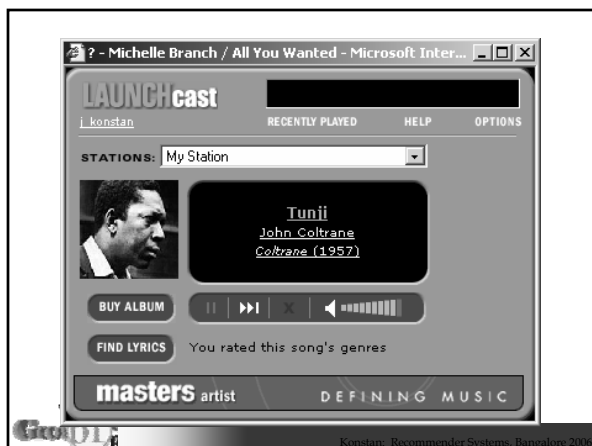 ? - Michelle Branch / All You Wanted - Microsoft Inter...
LAUNCHcast
j_konstan
RECENTLY PLAYED HELP OPTIONS
STATIONS: My Station
Tunji
John Coltrane
Coltrane (1957)
BUY ALBUM
FIND LYRICS You rated this song's genres
masters artist DEFINING MUSIC
Konstan: Recommender Systems, Bangalore 2006